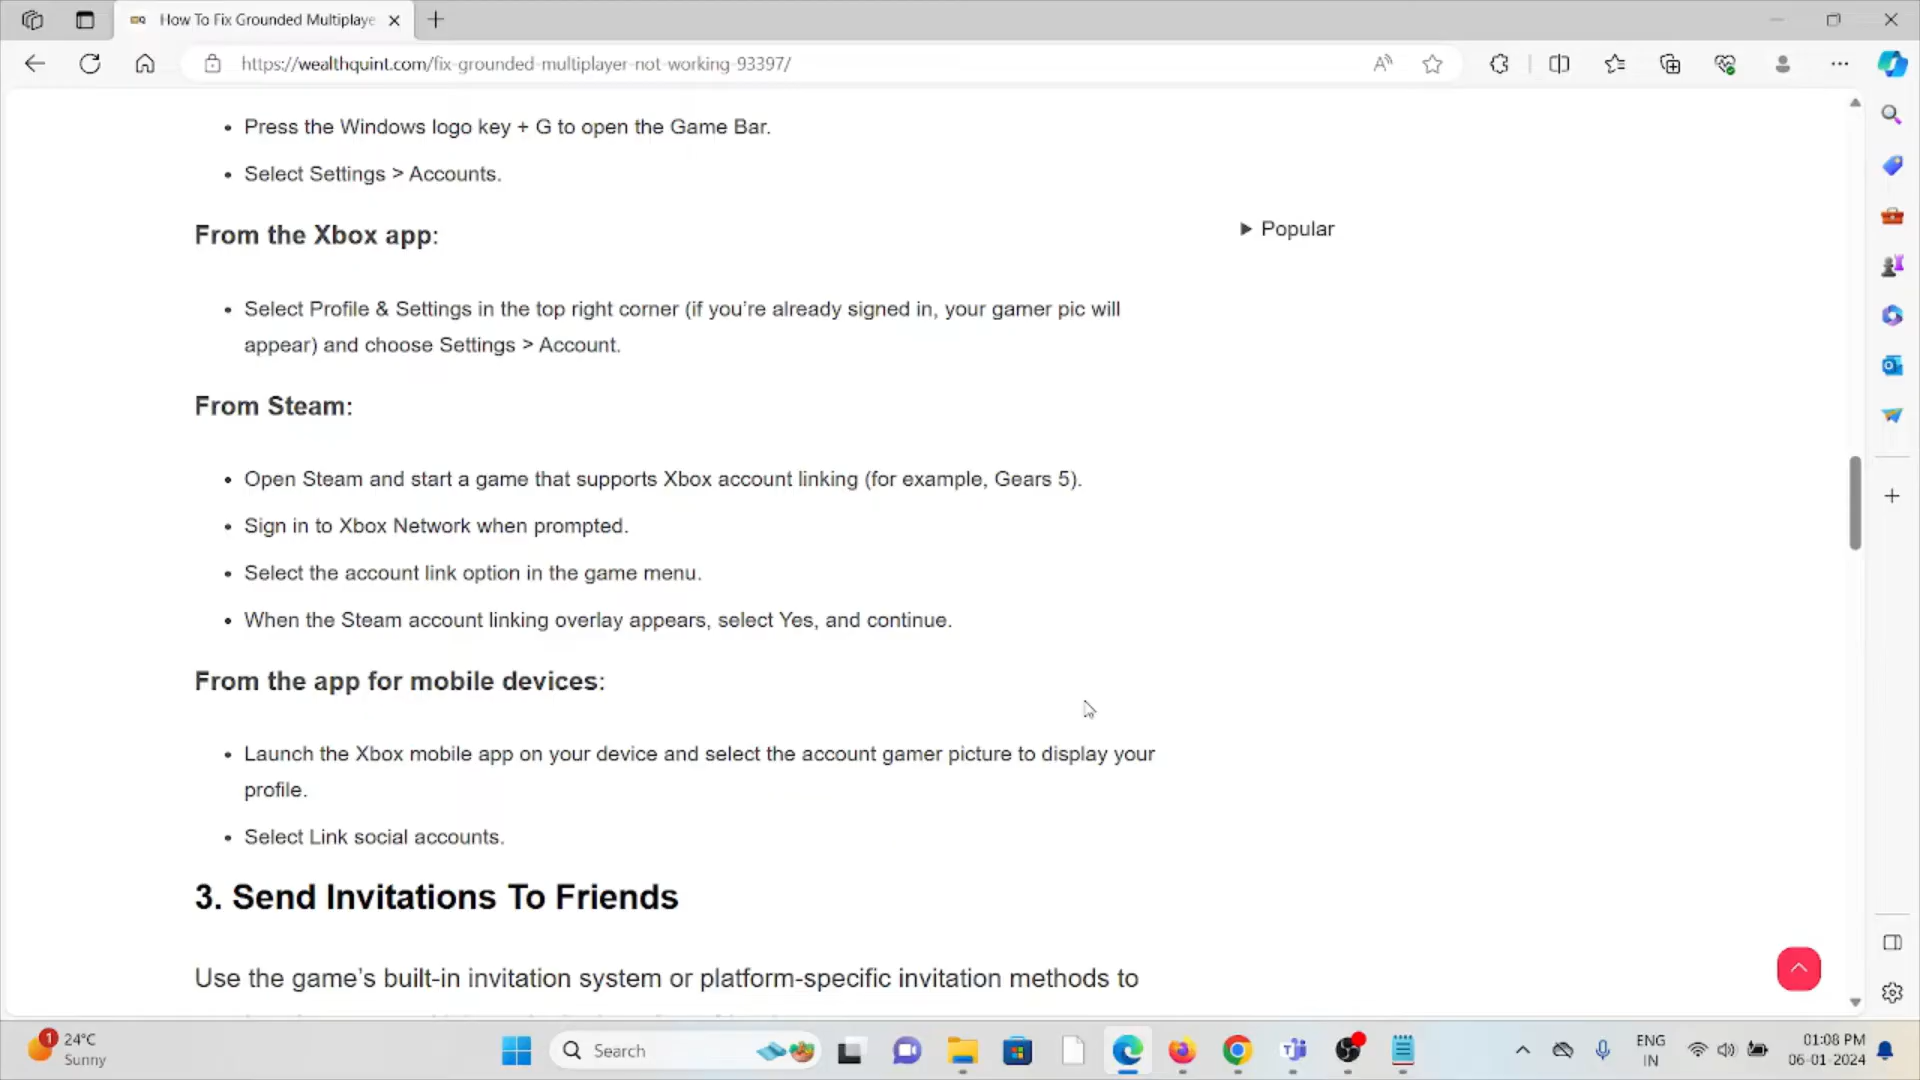 How To Fix Grounded Multiplaye
https://wealthquint.com/fix-grounded-multiplayer-not-working-93397/
• Press the Windows logo key + G to open the Game Bar.
• Select Settings > Accounts.
From the Xbox app:
▶ Popular
• Select Profile & Settings in the top right corner (if you’re already signed in, your gamer pic will
appear) and choose Settings > Account.
From Steam:
• Open Steam and start a game that supports Xbox account linking (for example, Gears 5).
• Sign in to Xbox Network when prompted.
• Select the account link option in the game menu.
• When the Steam account linking overlay appears, select Yes, and continue.
From the app for mobile devices:
• Launch the Xbox mobile app on your device and select the account gamer picture to display your
profile.
• Select Link social accounts.
3. Send Invitations To Friends
Use the game’s built-in invitation system or platform-specific invitation methods to
1
24°C
Sunny
Search
ENG
IN
01:08 PM
06-01-2024